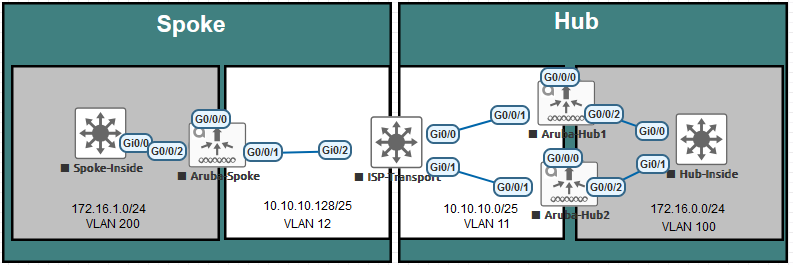 Spoke
Hub
G0/0/0
G0/0/0
G0/0/1
G0/0/2
Aruba-Hub1
Gi0/0
G0/0/2
Spoke-Inside
G0/0/1
Aruba-Spoke
Gi0/2
ISP-Transport
Gi0/0
Gi0/1
G0/0/0
G0/0/1
G0/0/2
Aruba-Hub2
Gi0/0
Gi0/1
Hub-Inside
172.16.1.0/24
VLAN 200
10.10.10.128/25
VLAN 12
10.10.10.0/25
VLAN 11
172.16.0.0/24
VLAN 100